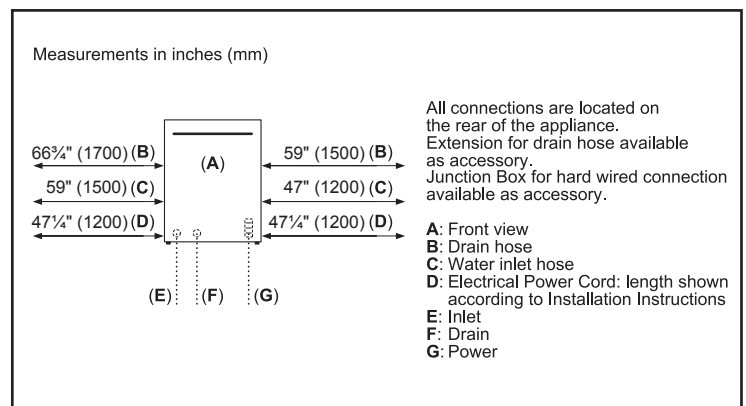 Measurements in inches (mm)
66¾" (1700) (B)
59" (1500) (C)
47¼" (1200) (D)
(A)
59" (1500) (B)
47" (1200) (C)
47¼" (1200) (D)
(E)
(F)
(G)
All connections are located on
the rear of the appliance.
Extension for drain hose available
as accessory.
Junction Box for hard wired connection
available as accessory.
A: Front view
B: Drain hose
C: Water inlet hose
D: Electrical Power Cord: length shown
according to Installation Instructions
E: Inlet
F: Drain
G: Power